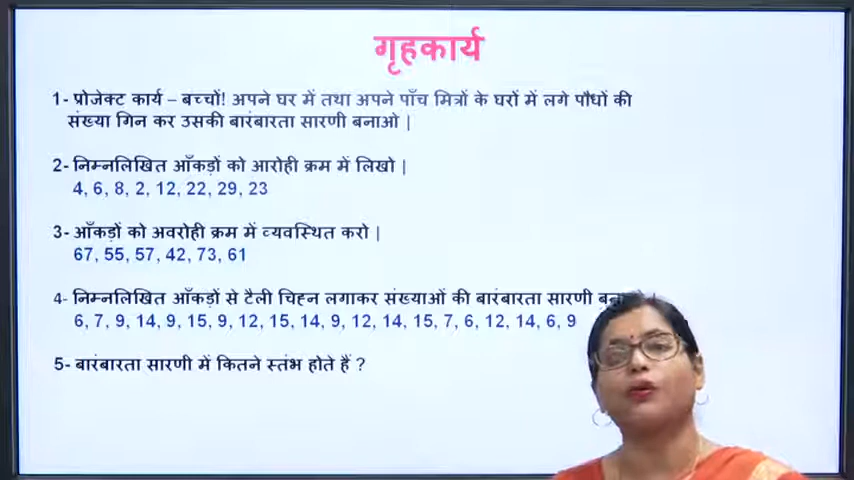 गृहकार्य
1- प्रोजेक्ट कार्य – बच्चों! अपने घर में तथा अपने पाँच मित्रों के घरों में लगे पौधों की
संख्या गिन कर उसकी बारंबारता सारणी बनाओ |
2- निम्नलिखित आँकड़ों को आरोही क्रम में लिखो |
4, 6, 8, 2, 12, 22, 29, 23
3- आँकड़ों को अवरोही क्रम में व्यवस्थित करो |
67, 55, 57, 42, 73, 61
4- निम्नलिखित आँकड़ों से टैली चिह्न लगाकर संख्याओं की बारंबारता सारणी
6, 7, 9, 14, 9, 15, 9, 12, 15, 14, 9, 12, 14, 15, 7, 6, 12, 14, 6, 9
5- बारंबारता सारणी में कितने स्तंभ होते हैं ?